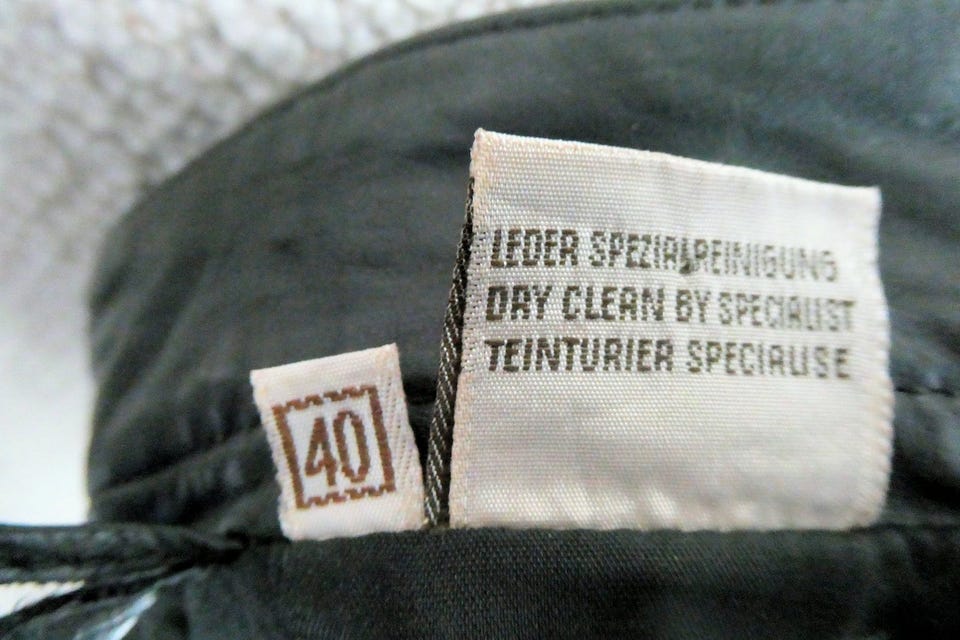 40
LEDER SPEZIALREINIGUNG
DRY CLEAN BY SPECIALIST
TEINTURIER SPECIALISE